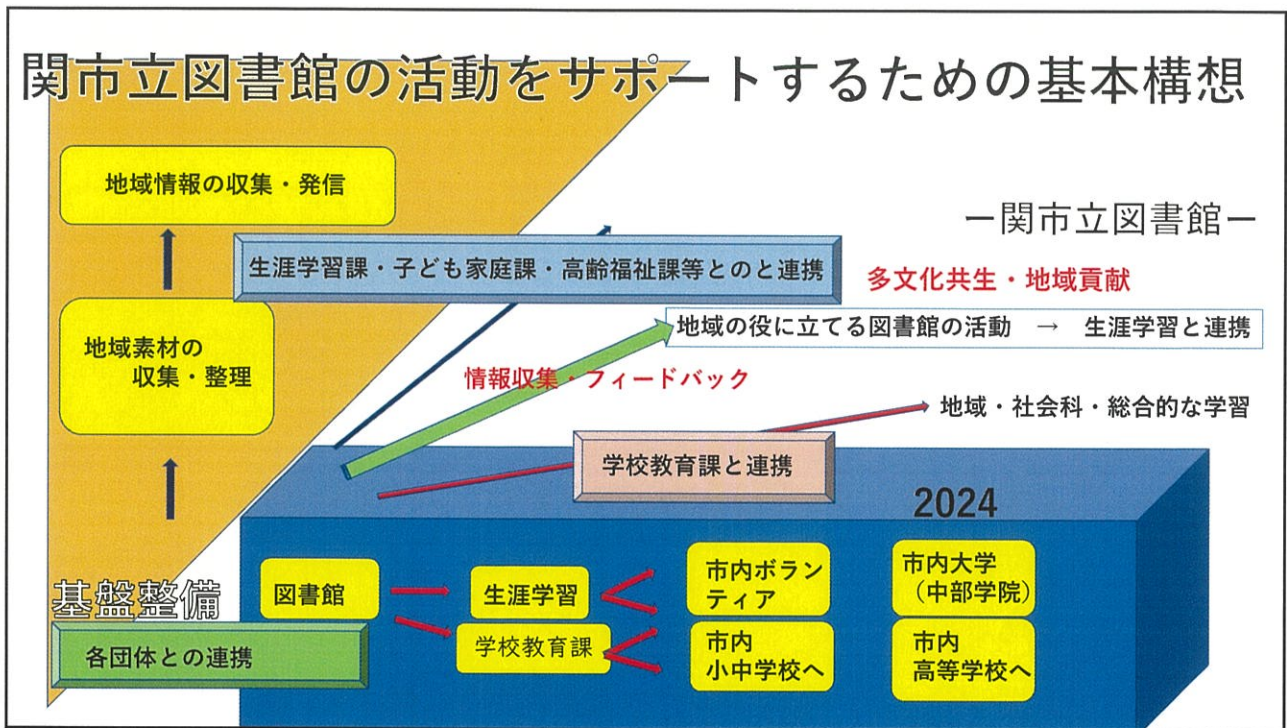 関市立図書館の活動をサポートするための基本構想
地域情報の収集・発信
ー関市立図書館ー
生涯学習課・子ども家庭課・高齢福祉課等とのと連携
多文化共生・地域貢献
地域の役に立てる図書館の活動　→　生涯学習と連携
地域素材の
収集・整理
情報収集・フィードバック
地域・社会科・総合的な学習
学校教育課と連携
2024
基盤整備
各団体との連携
図書館
生涯学習
学校教育課
市内ボラン
ティア
市内
小中学校へ
市内大学
（中部学院）
市内
高等学校へ